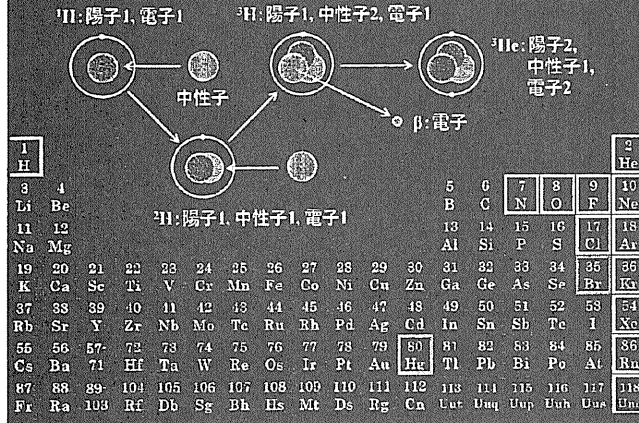 ¹H:陽子1, 電子1
³H:陽子1, 中性子2, 電子1
³He:陽子2,
中性子1,
電子2
中性子
β:電子
²H:陽子1, 中性子1, 電子1
1 2
H He
3 4 5 6 7 8 9 10
Li Be B C N O F Ne
11 12 13 14 15 16 17 18
Na Mg Al Si P S Cl Ar
19 20 21 22 23 24 25 26 27 28 29 30 31 32 33 34 35 36
K Ca Sc Ti V Cr Mn Fe Co Ni Cu Zn Ga Ge As Se Br Kr
37 38 39 40 41 42 43 44 45 46 47 48 49 50 51 52 53 54
Rb Sr Y Zr Nb Mo Tc Ru Rh Pd Ag Cd In Sn Sb Te I Xe
55 56 57- 72 73 74 75 76 77 78 79 80 81 82 83 84 85 86
Cs Ba 71 Hf Ta W Re Os Ir Pt Au Hg Tl Pb Bi Po At Rn
87 88 89- 104 105 106 107 108 109 110 111 112 113 114 115 116 117 118
Fr Ra 103 Rf Db Sg Bh Hs Mt Ds Rg Cn Uut Uuq Uup Uuh Uus Uuo